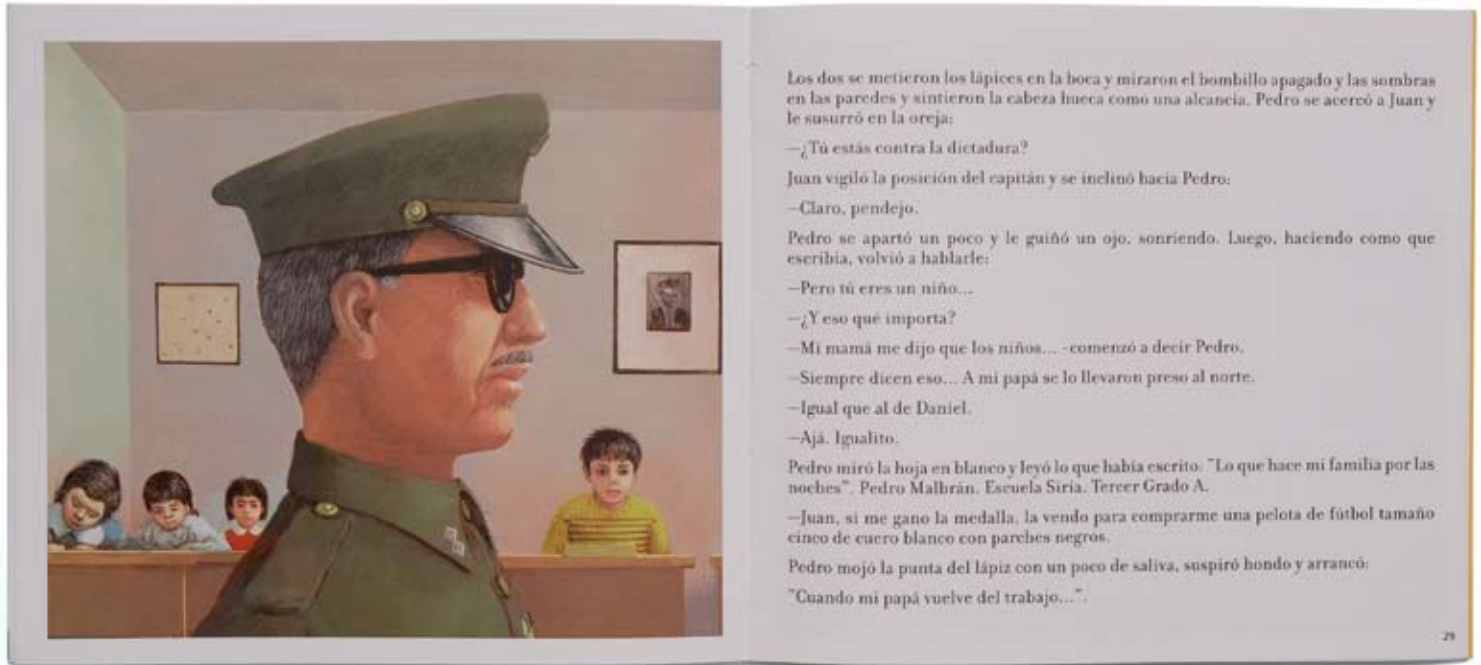 Los dos se metieron los lápices en la boca y miraron el bombillo apagado y las sombras
en las paredes y sintieron la cabeza hueca como una alcancía. Pedro se acercó a Juan y
le susurró en la oreja:
—¿Tú estás contra la dictadura?
Juan vigiló la posición del capitán y se inclinó hacia Pedro:
—Claro, pendejo.
Pedro se apartó un poco y le guiñó un ojo, sonriendo. Luego, haciendo como que
escribía, volvió a hablarle:
—Pero tú eres un niño...
—¿Y eso qué importa?
—Mi mamá me dijo que los niños... -comenzó a decir Pedro.
—Siempre dicen eso... A mi papá se lo llevaron preso al norte.
—Igual que al de Daniel.
—Ajá. Igualito.
Pedro miró la hoja en blanco y leyó lo que había escrito: "Lo que hace mi familia por las
noches". Pedro Malbrán. Escuela Siria. Tercer Grado A.
—Juan, si me gano la medalla, la vendo para comprarme una pelota de fútbol tamaño
cinco de cuero blanco con parches negros.
Pedro mojó la punta del lápiz con un poco de saliva, suspiró hondo y arrancó:
"Cuando mi papá vuelve del trabajo...".
29